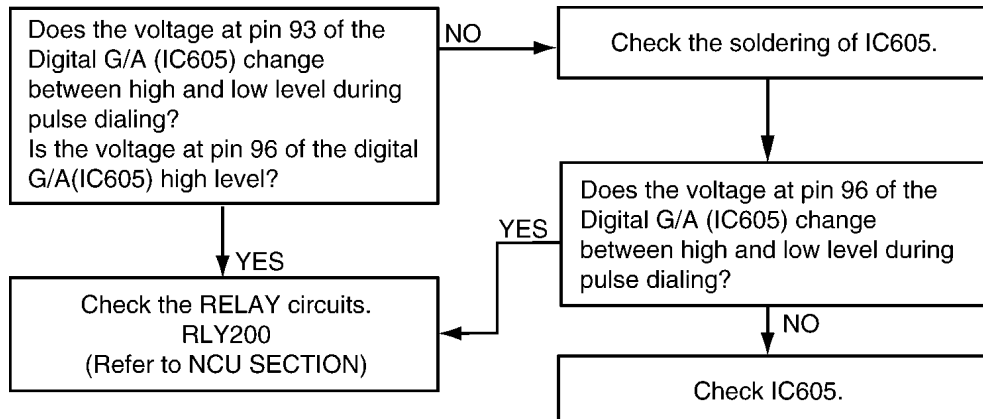 Does the voltage at pin 93 of the
Digital G/A (IC605) change
between high and low level during
pulse dialing?
Is the voltage at pin 96 of the digital
G/A(IC605) high level?
NO
Check the soldering of IC605.
Does the voltage at pin 96 of the
Digital G/A (IC605) change
between high and low level during
pulse dialing?
YES
YES
Check the RELAY circuits.
RLY200
(Refer to NCU SECTION)
NO
Check IC605.